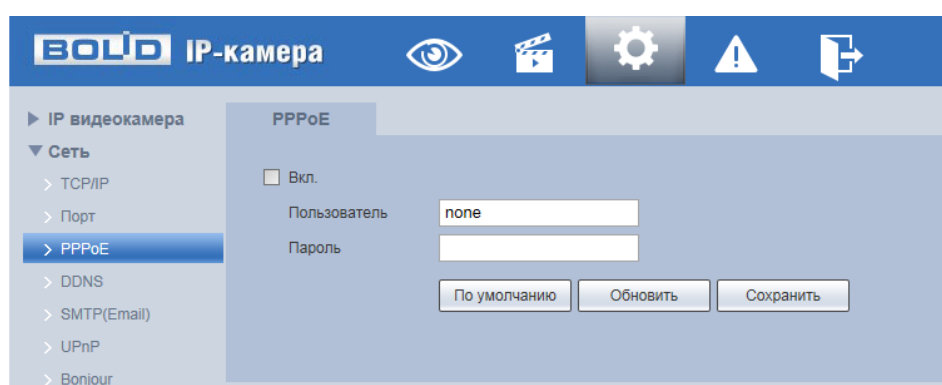 BOLID IP-камера
IP видеокамера
Сеть
TCP/IP
Порт
PPPoE
DDNS
SMTP(Email)
UPnP
Bonjour
PPPoE
Вкл.
Пользователь none
Пароль
По умолчанию Обновить Сохранить